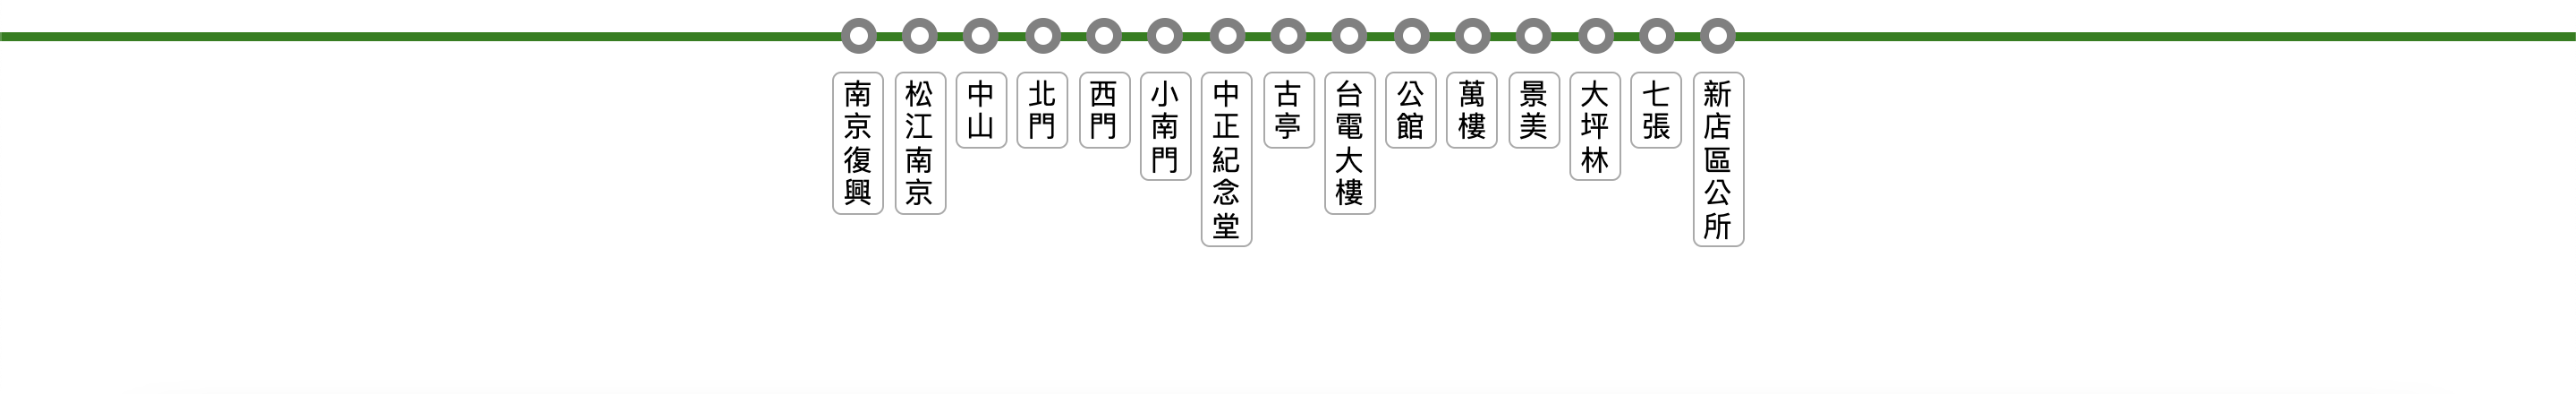 南京復興
松江南京
中山
北門
西門
小南門
中正紀念堂
古亭
台電大樓
公館
萬樓
景美
大坪林
七張
新店區公所